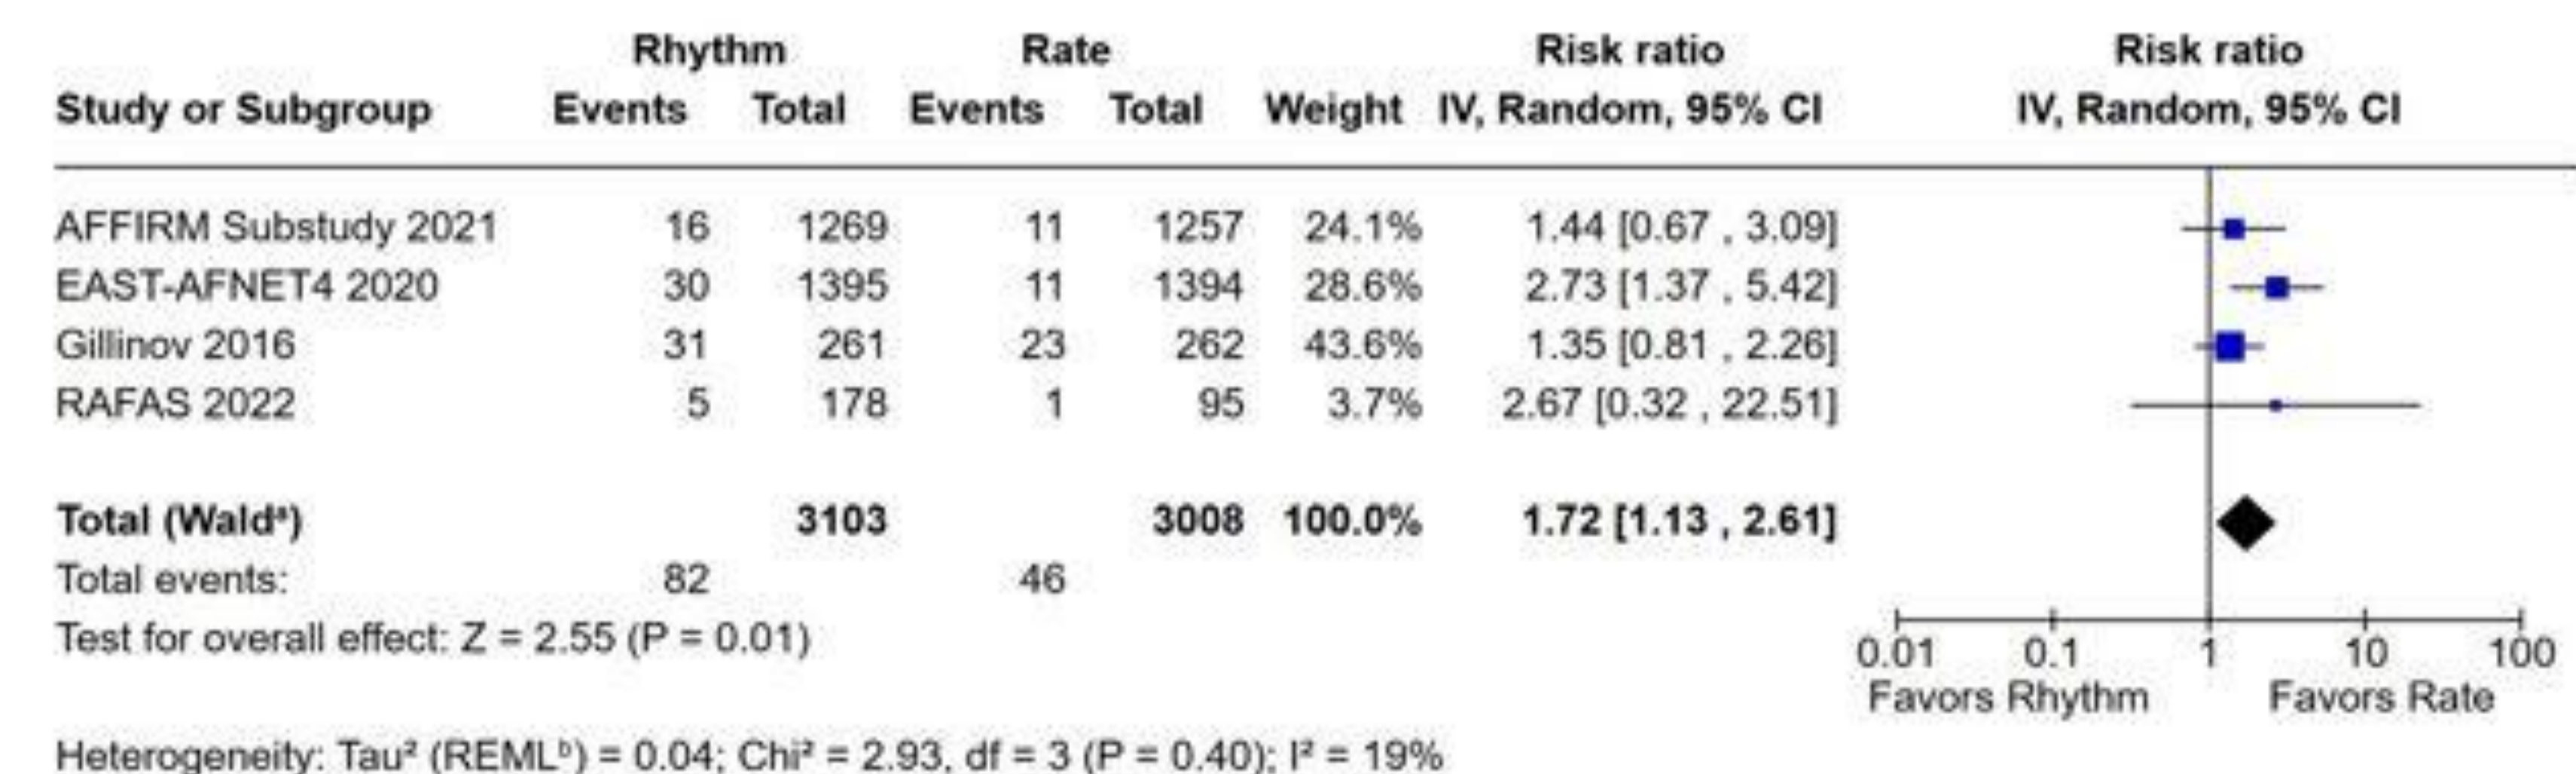 Rhythm Rate Risk ratio Risk ratio
Study or Subgroup Events Total Events Total Weight IV, Random, 95% CI IV, Random, 95% CI
AFFIRM Substudy 2021 16 1269 11 1257 24.1% 1.44 [0.67 , 3.09]
EAST-AFNET4 2020 30 1395 11 1394 28.6% 2.73 [1.37 , 5.42]
Gillinov 2016 31 261 23 262 43.6% 1.35 [0.81 , 2.26]
RAFAS 2022 5 178 1 95 3.7% 2.67 [0.32 , 22.51]
Total (Waldᵃ) 3103 3008 100.0% 1.72 [1.13 , 2.61]
Total events: 82 46
Test for overall effect: Z = 2.55 (P = 0.01)
0.01 0.1 1 10 100
Favors Rhythm Favors Rate
Heterogeneity: Tau² (REMLᵇ) = 0.04; Chi² = 2.93, df = 3 (P = 0.40); I² = 19%